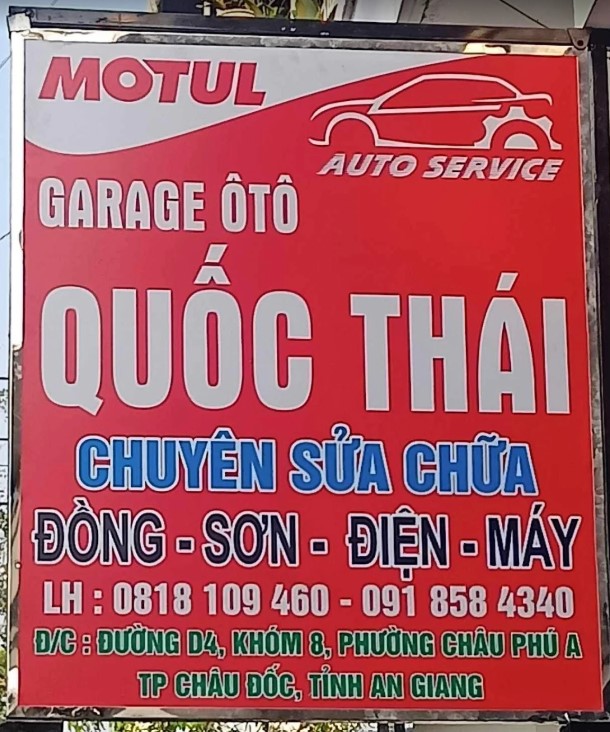 MOTUL
AUTO SERVICE
GARAGE ÔTÔ
QUỐC THÁI
CHUYÊN SỬA CHỮA
ĐỒNG - SƠN - ĐIỆN - MÁY
LH : 0818 109 460 - 091 858 4340
Đ/C : ĐƯỜNG D4, KHÓM 8, PHƯỜNG CHÂU PHÚ A
TP CHÂU ĐỐC, TỈNH AN GIANG